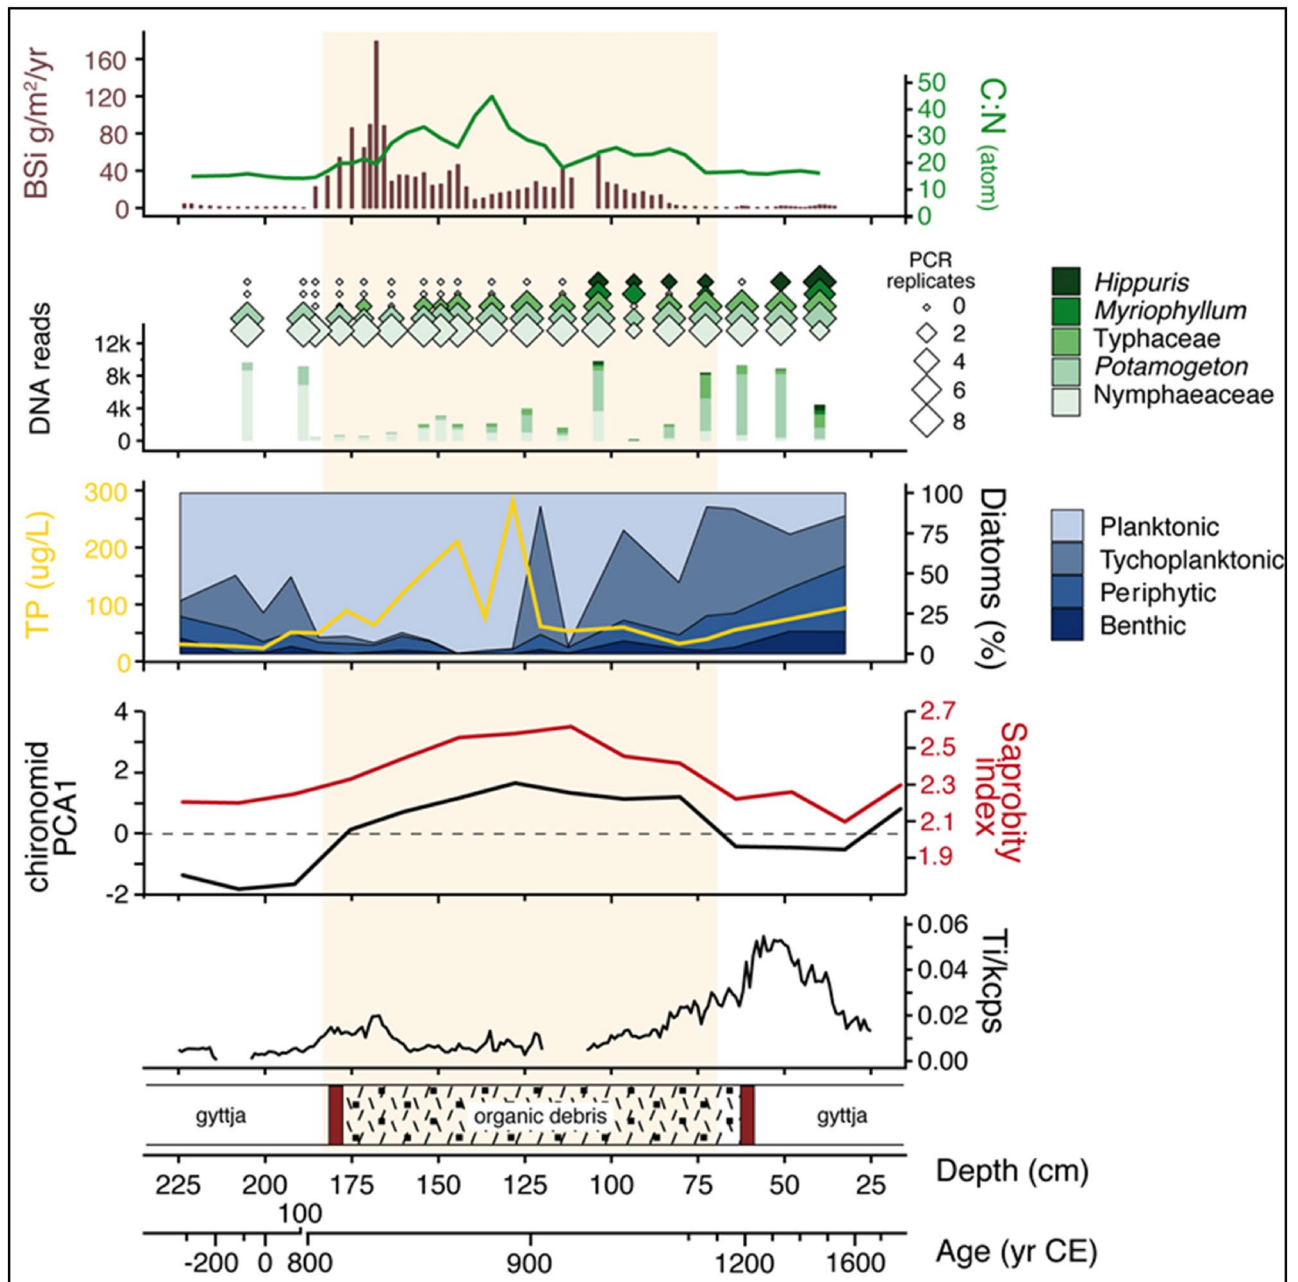 BSi g/m²/yr
160
120
80
40
0
50
40
30
20
10
0
C:N (atom)
DNA reads
12k
8k
4k
0
PCR
replicates
0
2
4
6
8
Hippuris
Myriophyllum
Typhaceae
Potamogeton
Nymphaeaceae
TP (ug/L)
300
200
100
0
100
75
50
25
0
Diatoms (%)
Planktonic
Tychoplanktonic
Periphytic
Benthic
chironomid
PCA1
4
2
0
-2
2.7
2.5
2.3
2.1
1.9
Saprobity
index
0.06
0.04
0.02
0.00
Ti/kcps
gyttja organic debris gyttja
225 200 175 150 125 100 75 50 25 Depth (cm)
100
-200 0 800 900 1200 1600 Age (yr CE)